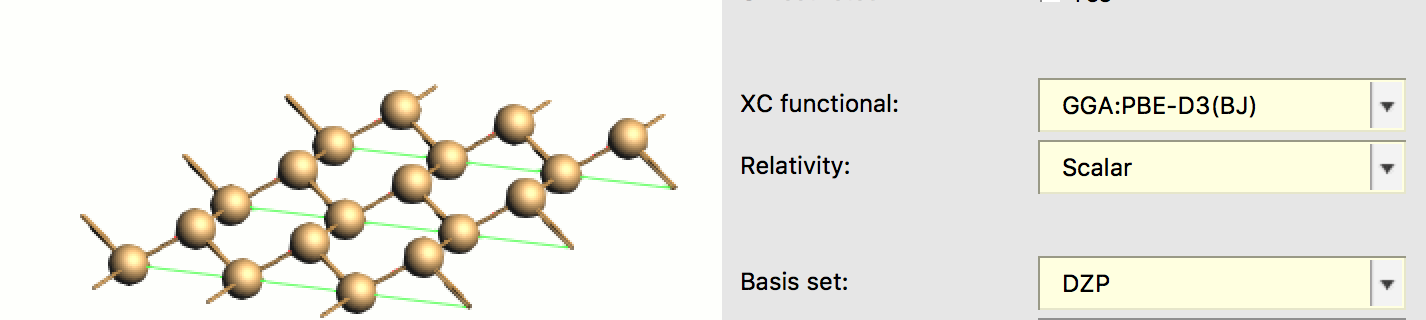 XC functional: GGA:PBE-D3(BJ)
Relativity: Scalar
Basis set: DZP